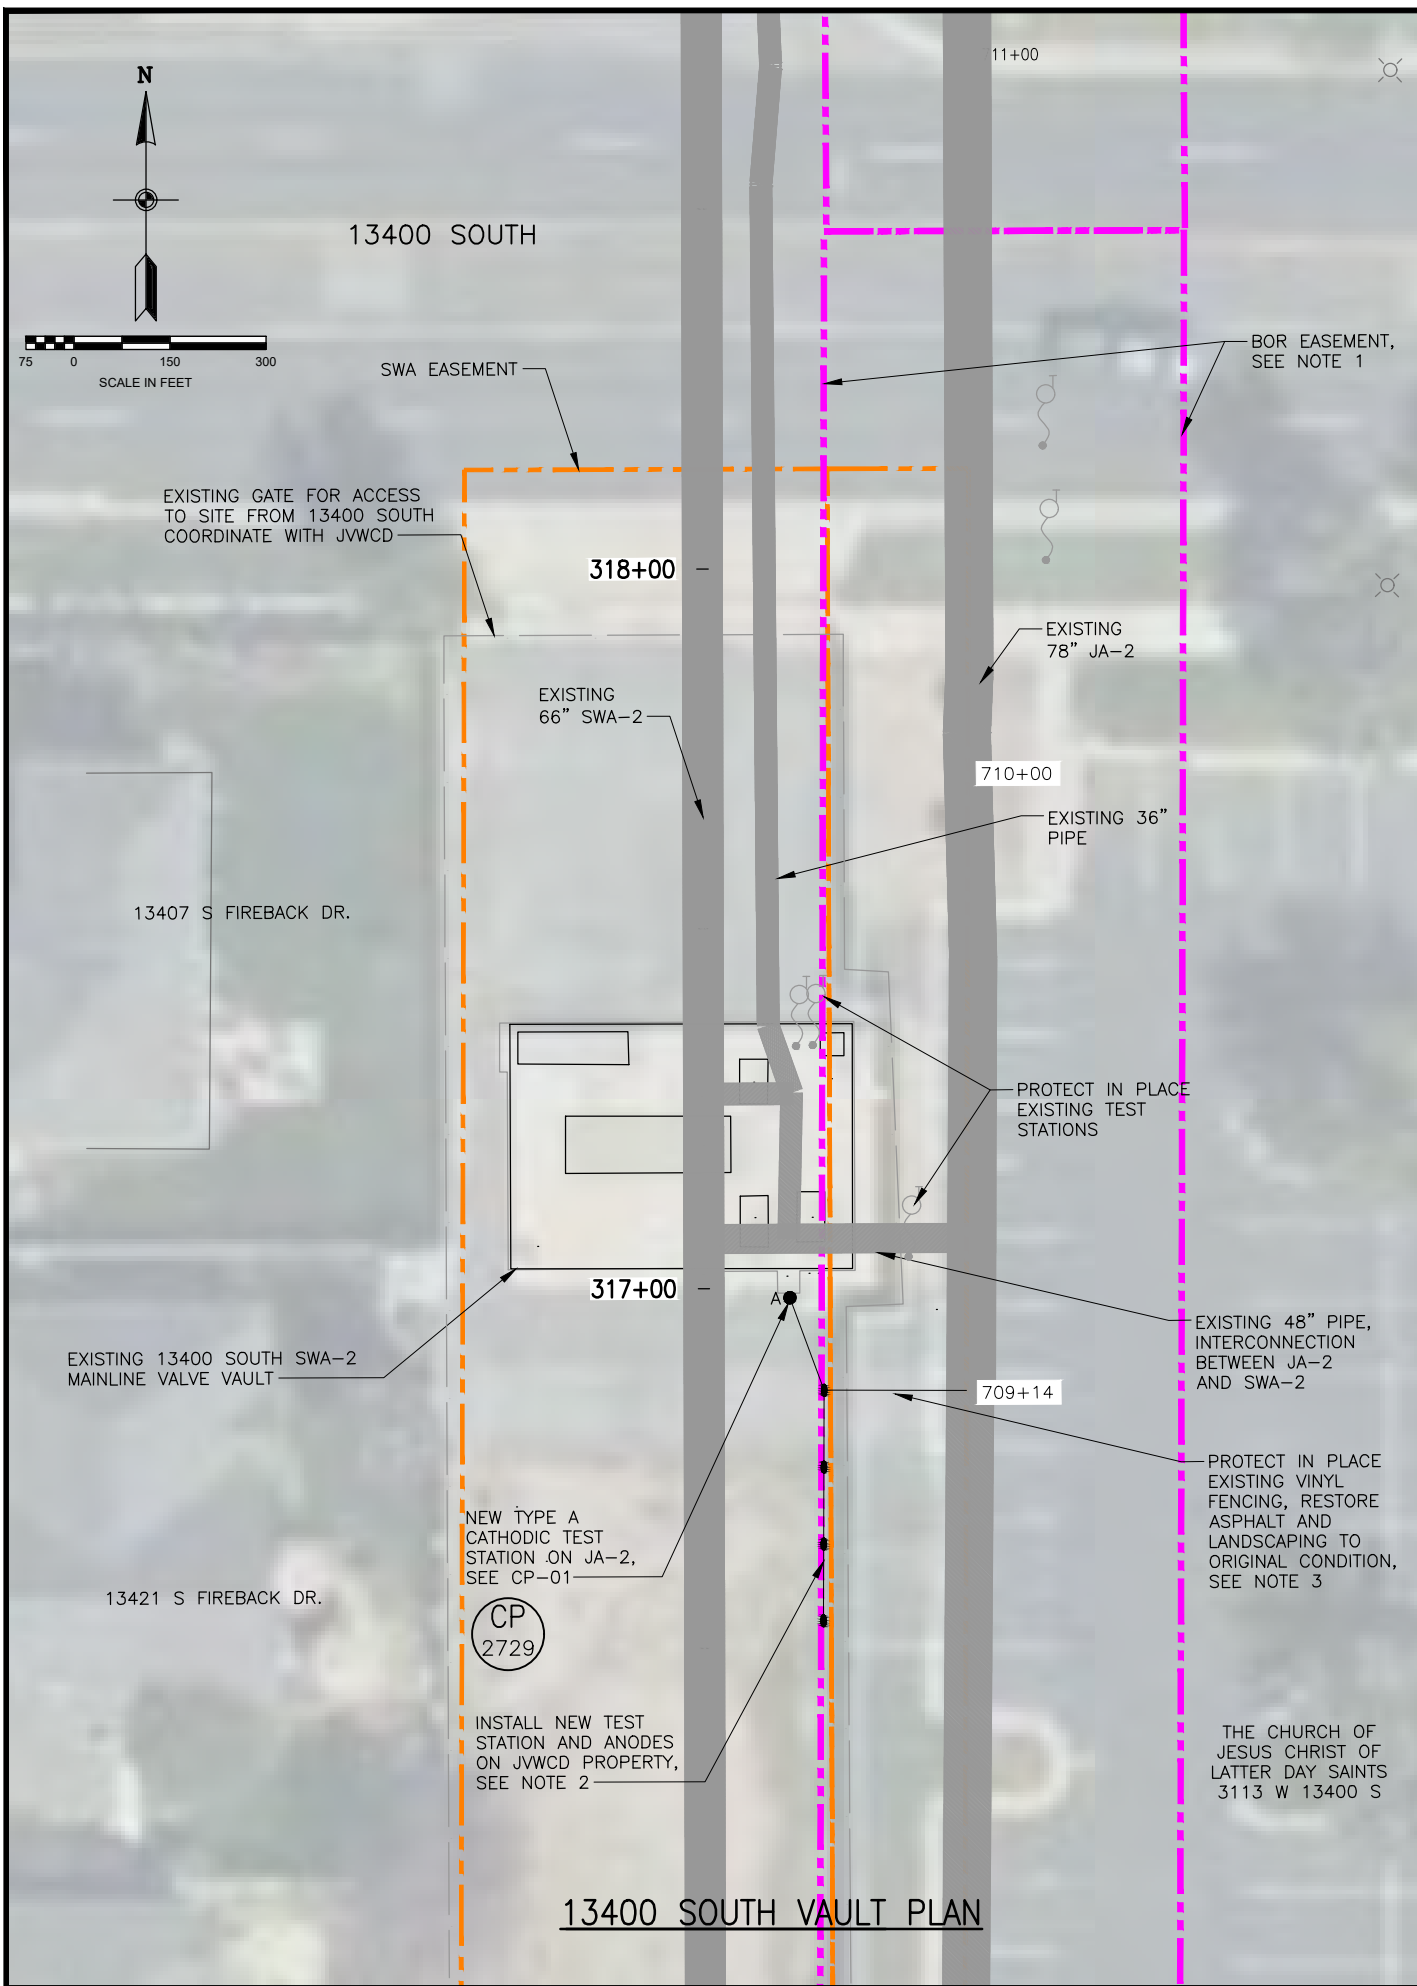 N
11+00
13400 SOUTH
75 0 150 300
SCALE IN FEET
BOR EASEMENT,
SEE NOTE 1
SWA EASEMENT
EXISTING GATE FOR ACCESS
TO SITE FROM 13400 SOUTH
COORDINATE WITH JVWCD
318+00
EXISTING
78" JA-2
EXISTING
66" SWA-2
710+00
EXISTING 36"
PIPE
13407 S FIREBACK DR.
PROTECT IN PLACE
EXISTING TEST
STATIONS
317+00
A
EXISTING 48" PIPE,
INTERCONNECTION
BETWEEN JA-2
AND SWA-2
EXISTING 13400 SOUTH SWA-2
MAINLINE VALVE VAULT
709+14
PROTECT IN PLACE
EXISTING VINYL
FENCING, RESTORE
ASPHALT AND
LANDSCAPING TO
ORIGINAL CONDITION,
SEE NOTE 3
NEW TYPE A
CATHODIC TEST
STATION ON JA-2,
SEE CP-01
13421 S FIREBACK DR.
CP
2729
INSTALL NEW TEST
STATION AND ANODES
ON JVWCD PROPERTY,
SEE NOTE 2
THE CHURCH OF
JESUS CHRIST OF
LATTER DAY SAINTS
3113 W 13400 S
13400 SOUTH VAULT PLAN